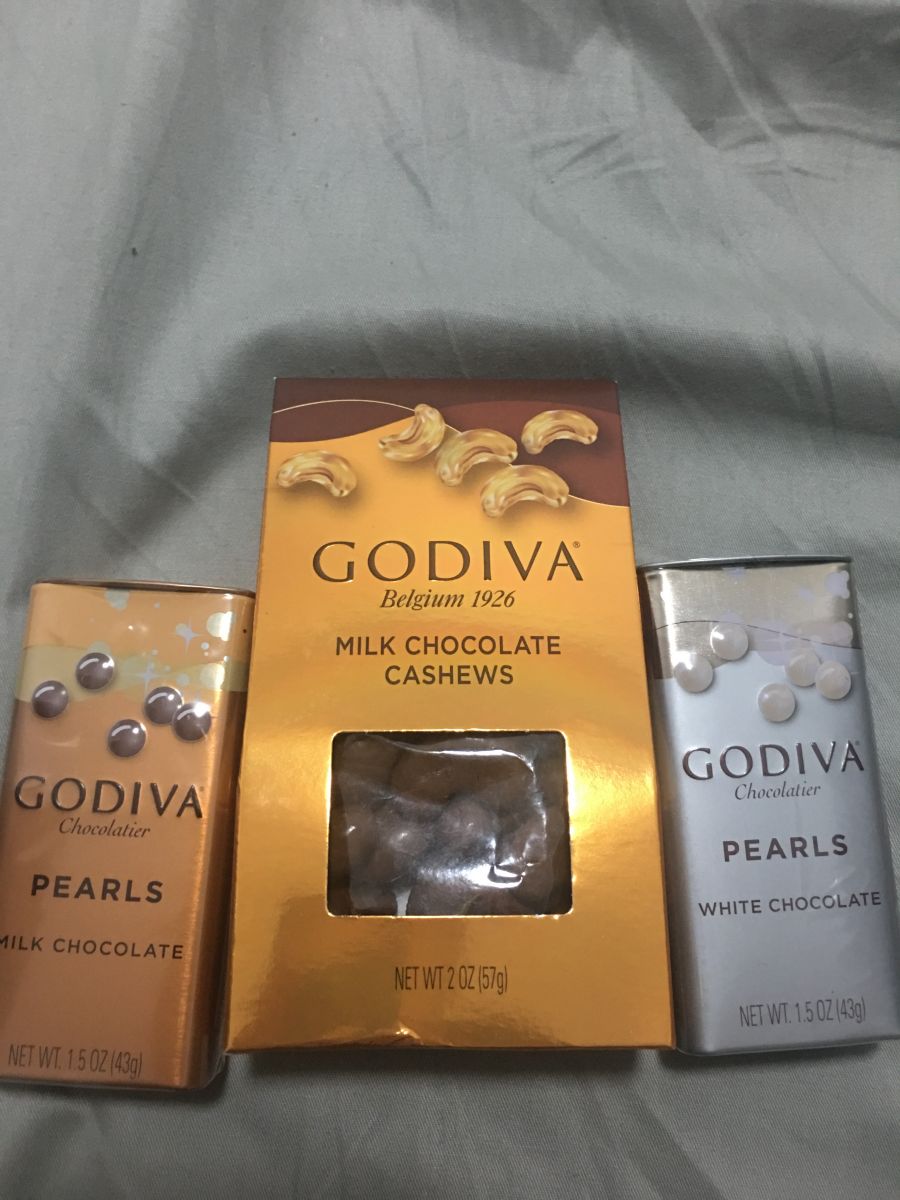 GODIVA
Chocolatier
PEARLS
MILK CHOCOLATE
NET WT. 1.5 OZ (43g)
GODIVA®
Belgium 1926
MILK CHOCOLATE
CASHEWS
NET WT 2 OZ (57g)
GODIVA
Chocolatier
PEARLS
WHITE CHOCOLATE
NET WT. 1.5 OZ (43g)